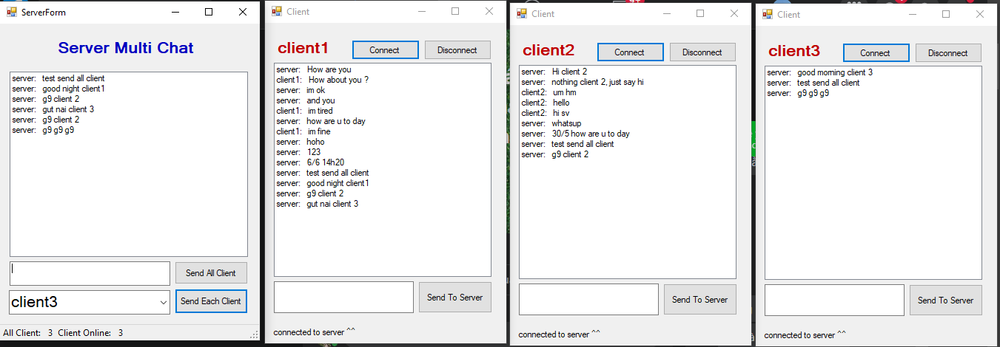 ServerForm
Server Multi Chat
server: test send all client
server: good night client1
server: g9 client 2
server: gut nai client 3
server: g9 client 2
server: g9 g9 g9
Send All Client
client3
Send Each Client
All Client: 3 Client Online: 3
Client
client1
Connect
Disconnect
server: How are you
client1: How about you ?
server: im ok
server: and you
client1: im tired
server: how are u to day
client1: im fine
server: hoho
server: 123
server: 6/6 14h20
server: test send all client
server: good night client1
server: g9 client 2
server: gut nai client 3
Send To Server
connected to server ^^
Client
client2
Connect
Disconnect
server: Hi client 2
server: nothing client 2, just say hi
client2: um hm
client2: hello
client2: hi sv
server: whatsup
server: 30/5 how are u to day
server: test send all client
server: g9 client 2
Send To Server
connected to server ^^
Client
client3
Connect
Disconnect
server: good morning client 3
server: test send all client
server: g9 g9 g9
Send To Server
connected to server ^^